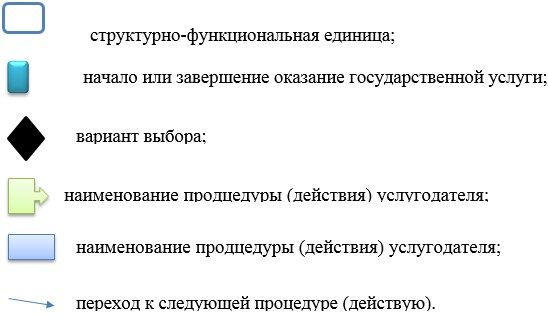 структурно-функциональная единица;
начало или завершение оказание государственной услуги;
вариант выбора;
наименование продцедуры (действия) услугодателя;
наименование продцедуры (действия) услугодателя;
переход к следующей процедуре (действую).